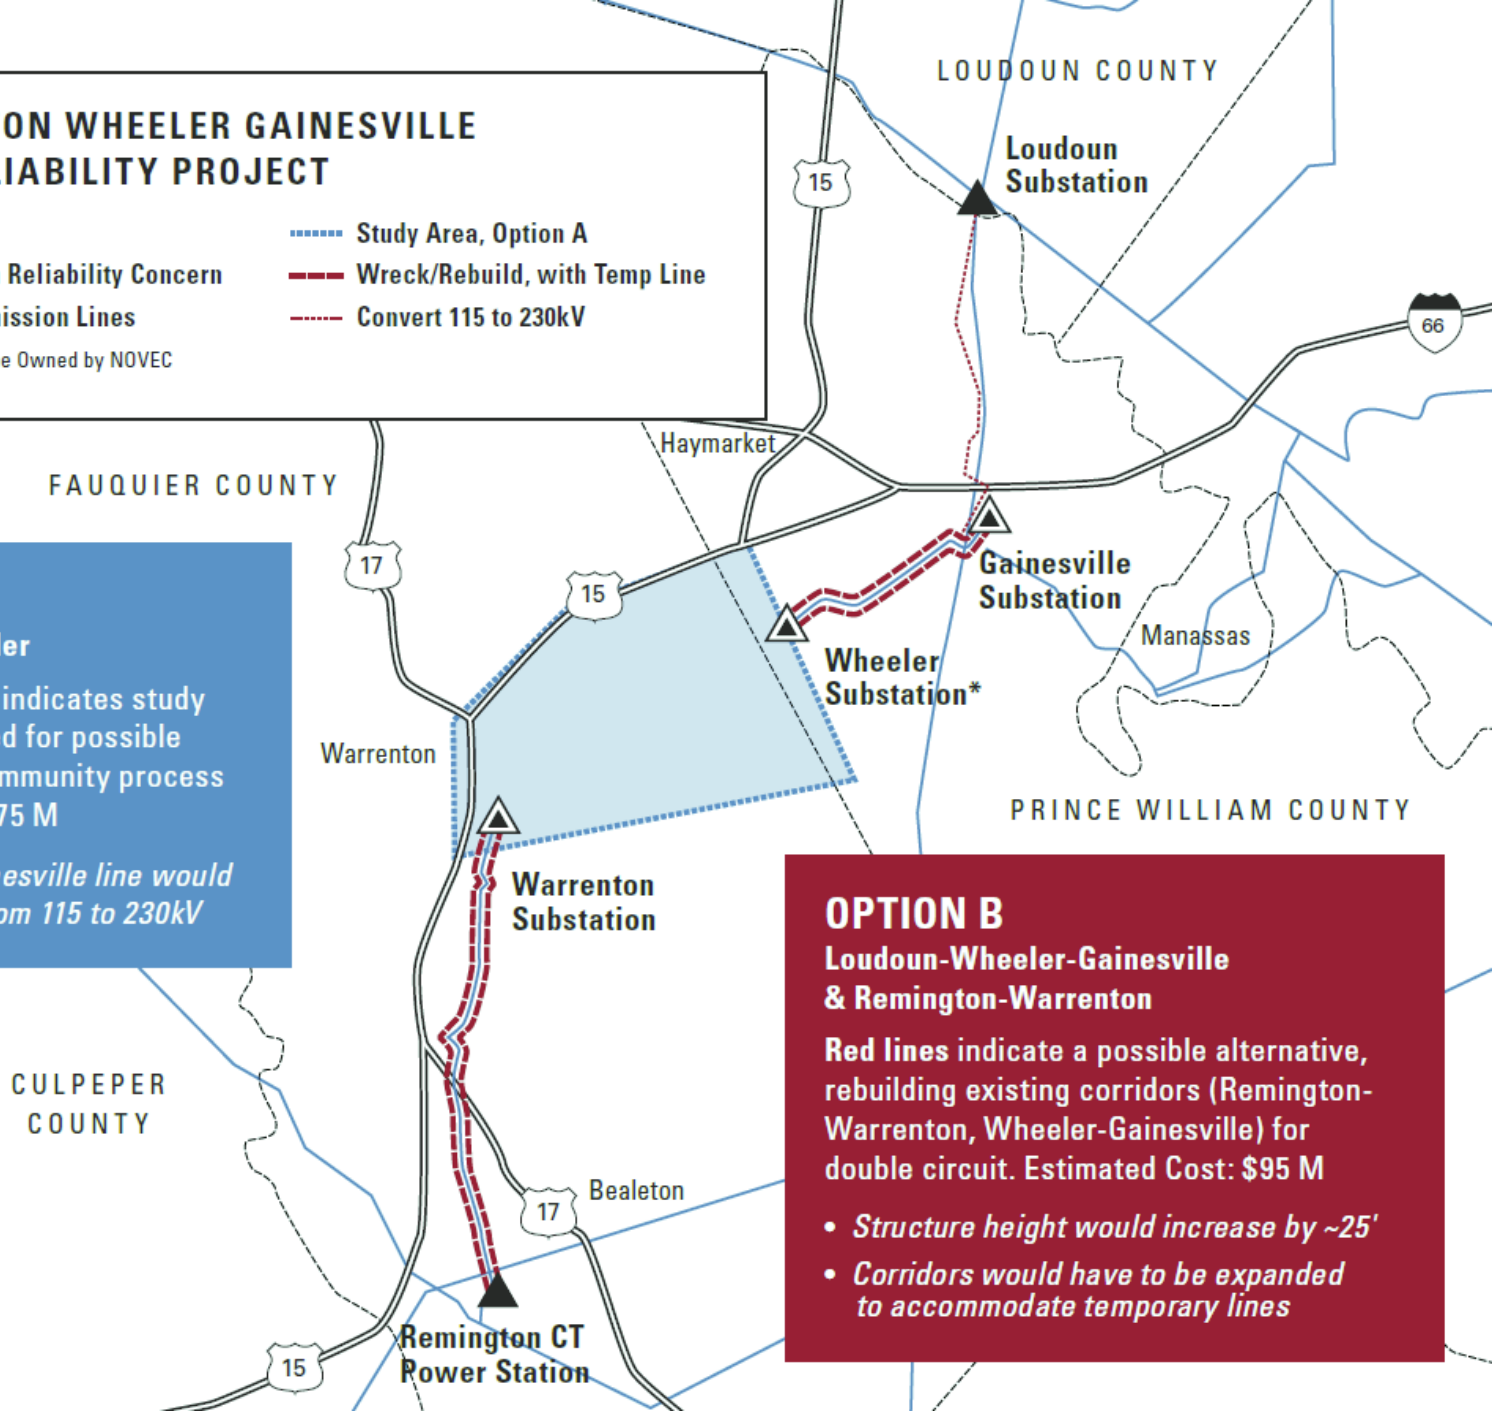 LOUDOUN COUNTY
ON WHEELER GAINESVILLE
LIABILITY PROJECT
Study Area, Option A
Reliability Concern
Wreck/Rebuild, with Temp Line
ission Lines
Convert 115 to 230kV
e Owned by NOVEC
15
Loudoun
Substation
66
Haymarket
FAUQUIER COUNTY
17
15
Gainesville
Substation
Manassas
Wheeler
Substation*
Warrenton
ler
indicates study
d for possible
mmunity process
75 M
esville line would
om 115 to 230kV
PRINCE WILLIAM COUNTY
Warrenton
Substation
OPTION B
Loudoun-Wheeler-Gainesville
& Remington-Warrenton
Red lines indicate a possible alternative,
rebuilding existing corridors (Remington-
Warrenton, Wheeler-Gainesville) for
double circuit. Estimated Cost: $95 M
• Structure height would increase by ~25'
• Corridors would have to be expanded
to accommodate temporary lines
CULPEPER
COUNTY
Bealeton
17
Remington CT
Power Station
15